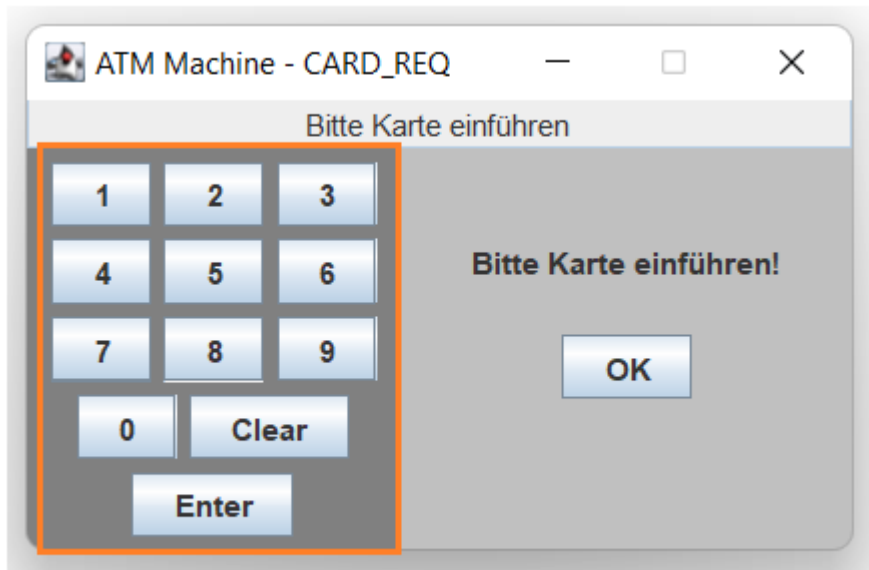 ATM Machine - CARD_REQ
Bitte Karte einführen
1 2 3
4 5 6
7 8 9
0 Clear
Enter
Bitte Karte einführen!
OK